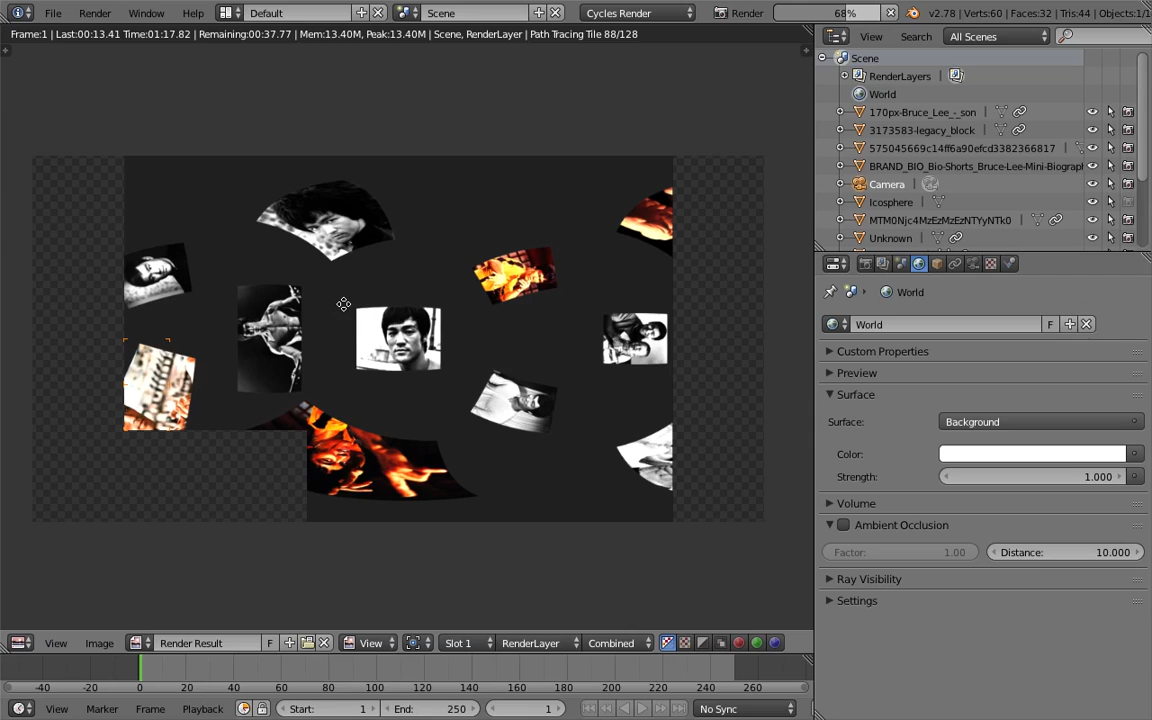 File Render Window Help Default Scene Cycles Render Render 68% v2.78 | Verts:60 | Faces:32 | Tris:44 | Objects:1/1
Frame:1 | Last:00:13.41 Time:01:17.82 | Remaining:00:37.77 | Mem:13.40M, Peak:13.40M | Scene, RenderLayer | Path Tracing Tile 88/128
View Search All Scenes
Scene
RenderLayers |
World
170px-Bruce_Lee_-_son |
3173583-legacy_block |
575045669c14ff6a90efcd3382366817 |
BRAND_BIO_Bio-Shorts_Bruce-Lee-Mini-Biograp
Camera |
Icosphere |
MTM0Njc4MzEzMzEzNTYyNTk0 |
Unknown |
World
World F
Custom Properties
Preview
Surface
Surface: Background
Color:
Strength: 1.000
Volume
Ambient Occlusion
Factor: 1.00 Distance: 10.000
Ray Visibility
Settings
View Image Render Result F View Slot 1 RenderLayer Combined
-40 -20 0 20 40 60 80 100 120 140 160 180 200 220 240 260
View Marker Frame Playback Start: 1 End: 250 1 No Sync